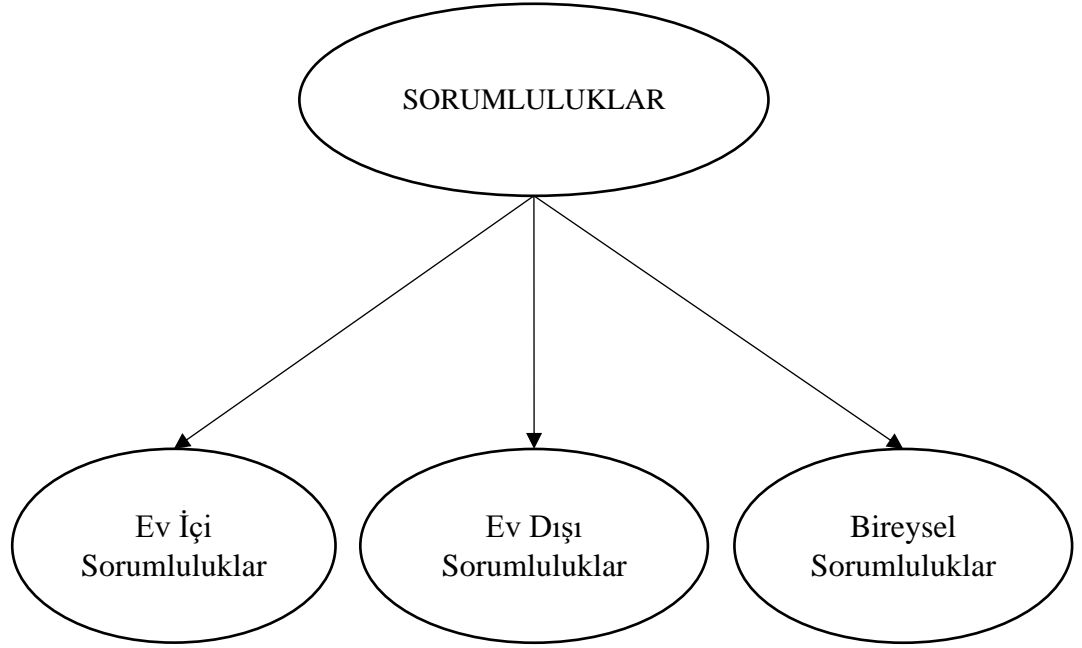 SORUMLULUKLAR
Ev İçi
Sorumluluklar
Ev Dışı
Sorumluluklar
Bireysel
Sorumluluklar